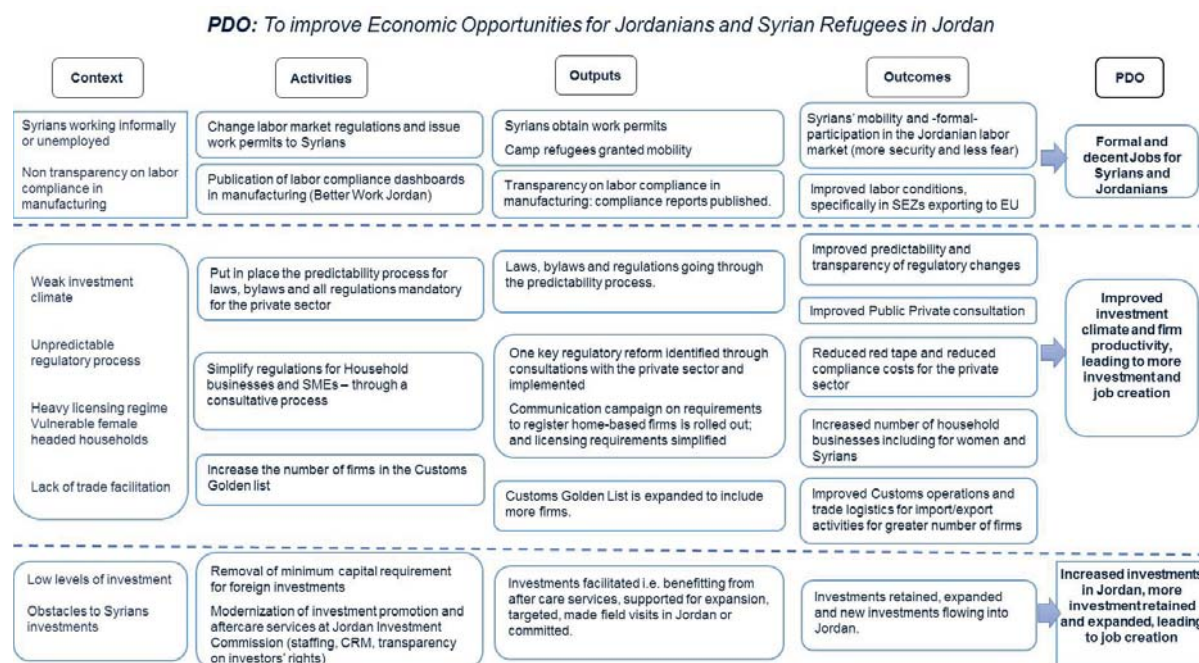 PDO: To improve Economic Opportunities for Jordanians and Syrian Refugees in Jordan
Context
Activities
Outputs
Outcomes
PDO
Syrians working informally
or unemployed
Non transparency on labor
compliance in
manufacturing
Change labor market regulations and issue
work permits to Syrians
Publication of labor compliance dashboards
in manufacturing (Better Work Jordan)
Syrians obtain work permits
Camp refugees granted mobility
Transparency on labor compliance in
manufacturing: compliance reports published.
Syrians' mobility and -formal-
participation in the Jordanian labor
market (more security and less fear)
Improved labor conditions,
specifically in SEZs exporting to EU
Formal and
decent Jobs for
Syrians and
Jordanians
Weak investment
climate
Unpredictable
regulatory process
Heavy licensing regime
Vulnerable female
headed households
Lack of trade facilitation
Put in place the predictability process for
laws, bylaws and all regulations mandatory
for the private sector
Simplify regulations for Household
businesses and SMEs – through a
consultative process
Increase the number of firms in the Customs
Golden list
Laws, bylaws and regulations going through
the predictability process.
One key regulatory reform identified through
consultations with the private sector and
implemented
Communication campaign on requirements
to register home-based firms is rolled out;
and licensing requirements simplified
Customs Golden List is expanded to include
more firms.
Improved predictability and
transparency of regulatory changes
Improved Public Private consultation
Reduced red tape and reduced
compliance costs for the private
sector
Increased number of household
businesses including for women and
Syrians
Improved Customs operations and
trade logistics for import/export
activities for greater number of firms
Improved
investment
climate and firm
productivity,
leading to more
investment and
job creation
Low levels of investment
Obstacles to Syrians
investments
Removal of minimum capital requirement
for foreign investments
Modernization of investment promotion and
aftercare services at Jordan Investment
Commission (staffing, CRM, transparency
on investors' rights)
Investments facilitated i.e. benefitting from
after care services, supported for expansion,
targeted, made field visits in Jordan or
committed.
Investments retained, expanded
and new investments flowing into
Jordan.
Increased investments
in Jordan, more
investment retained
and expanded, leading
to job creation